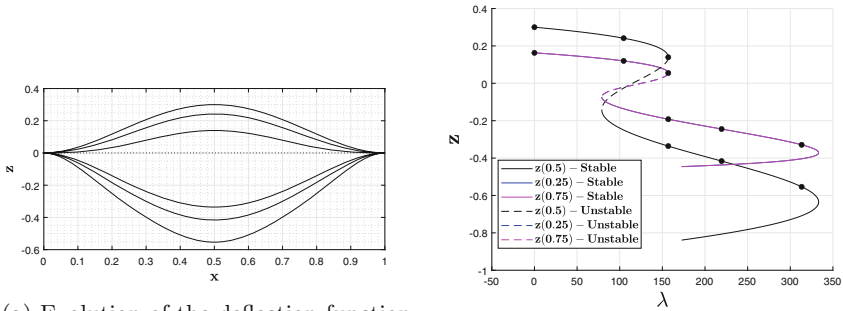 0.4
0.2
0
-0.2
-0.4
-0.6
z
0 0.1 0.2 0.3 0.4 0.5 0.6 0.7 0.8 0.9 1
x
0.4
0.2
0
-0.2
-0.4
-0.6
-0.8
-1
z
z(0.5) − Stable
z(0.25) − Stable
z(0.75) − Stable
z(0.5) − Unstable
z(0.25) − Unstable
z(0.75) − Unstable
-50 0 50 100 150 200 250 300 350
λ
(a) Evolution of the deflection function